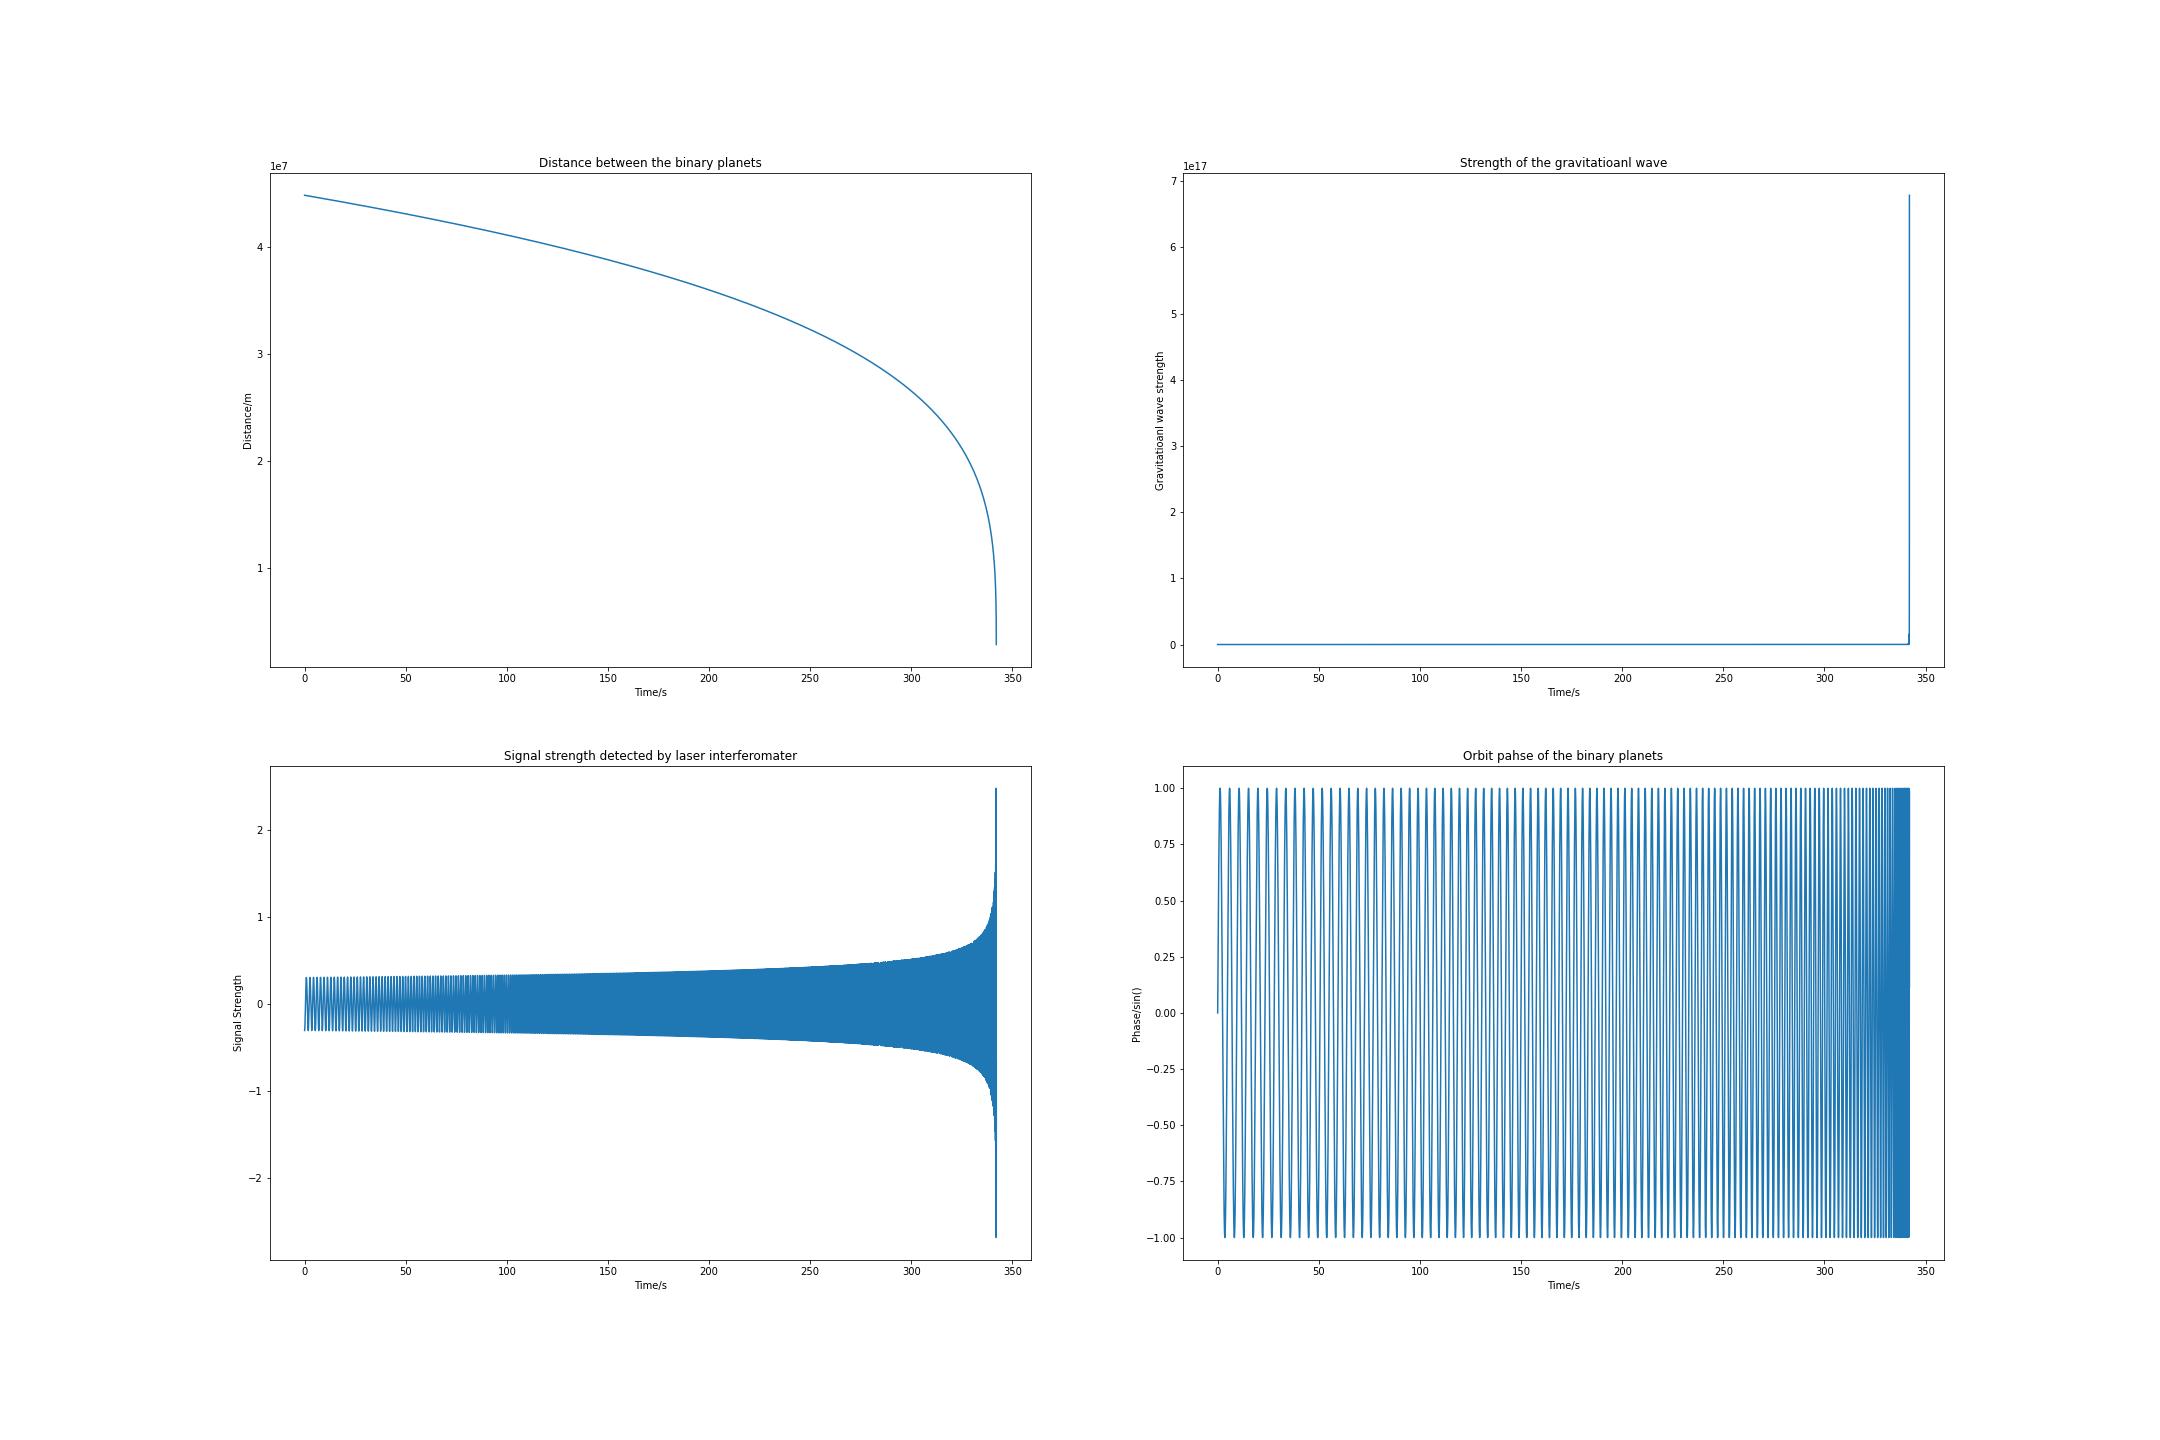 Distance between the binary planets
1e7
4
3
2
1
Distance/m
0 50 100 150 200 250 300 350
Time/s
Strength of the gravitatioanl wave
1e17
7
6
5
4
3
2
1
0
Gravitatioanl wave strength
0 50 100 150 200 250 300 350
Time/s
Signal strength detected by laser interferomater
2
1
0
−1
−2
Signal Strength
0 50 100 150 200 250 300 350
Time/s
Orbit pahse of the binary planets
1.00
0.75
0.50
0.25
0.00
−0.25
−0.50
−0.75
−1.00
Phase/sin()
0 50 100 150 200 250 300 350
Time/s